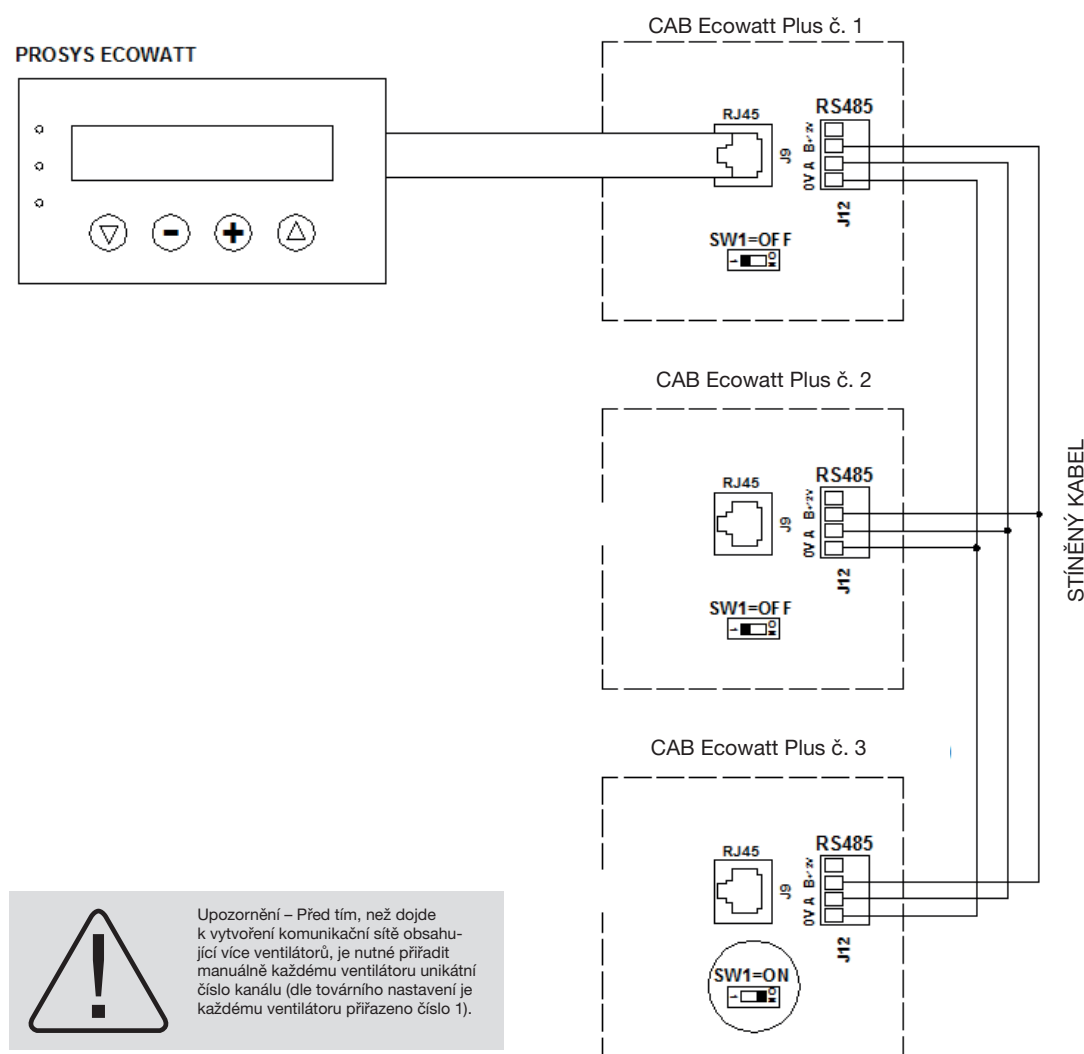 CAB Ecowatt Plus č. 1
PROSYS ECOWATT
RJ45
RS485
J9
0V A B+
J12
SW1=OFF
CAB Ecowatt Plus č. 2
RJ45
RS485
J9
0V A B+
J12
SW1=OFF
STÍNĚNÝ KABEL
CAB Ecowatt Plus č. 3
RJ45
RS485
J9
0V A B+
J12
SW1=ON
Upozornění – Před tím, než dojde
k vytvoření komunikační sítě obsahu-
jící více ventilátorů, je nutné přiřadit
manuálně každému ventilátoru unikátní
číslo kanálu (dle továrního nastavení je
každému ventilátoru přiřazeno číslo 1).